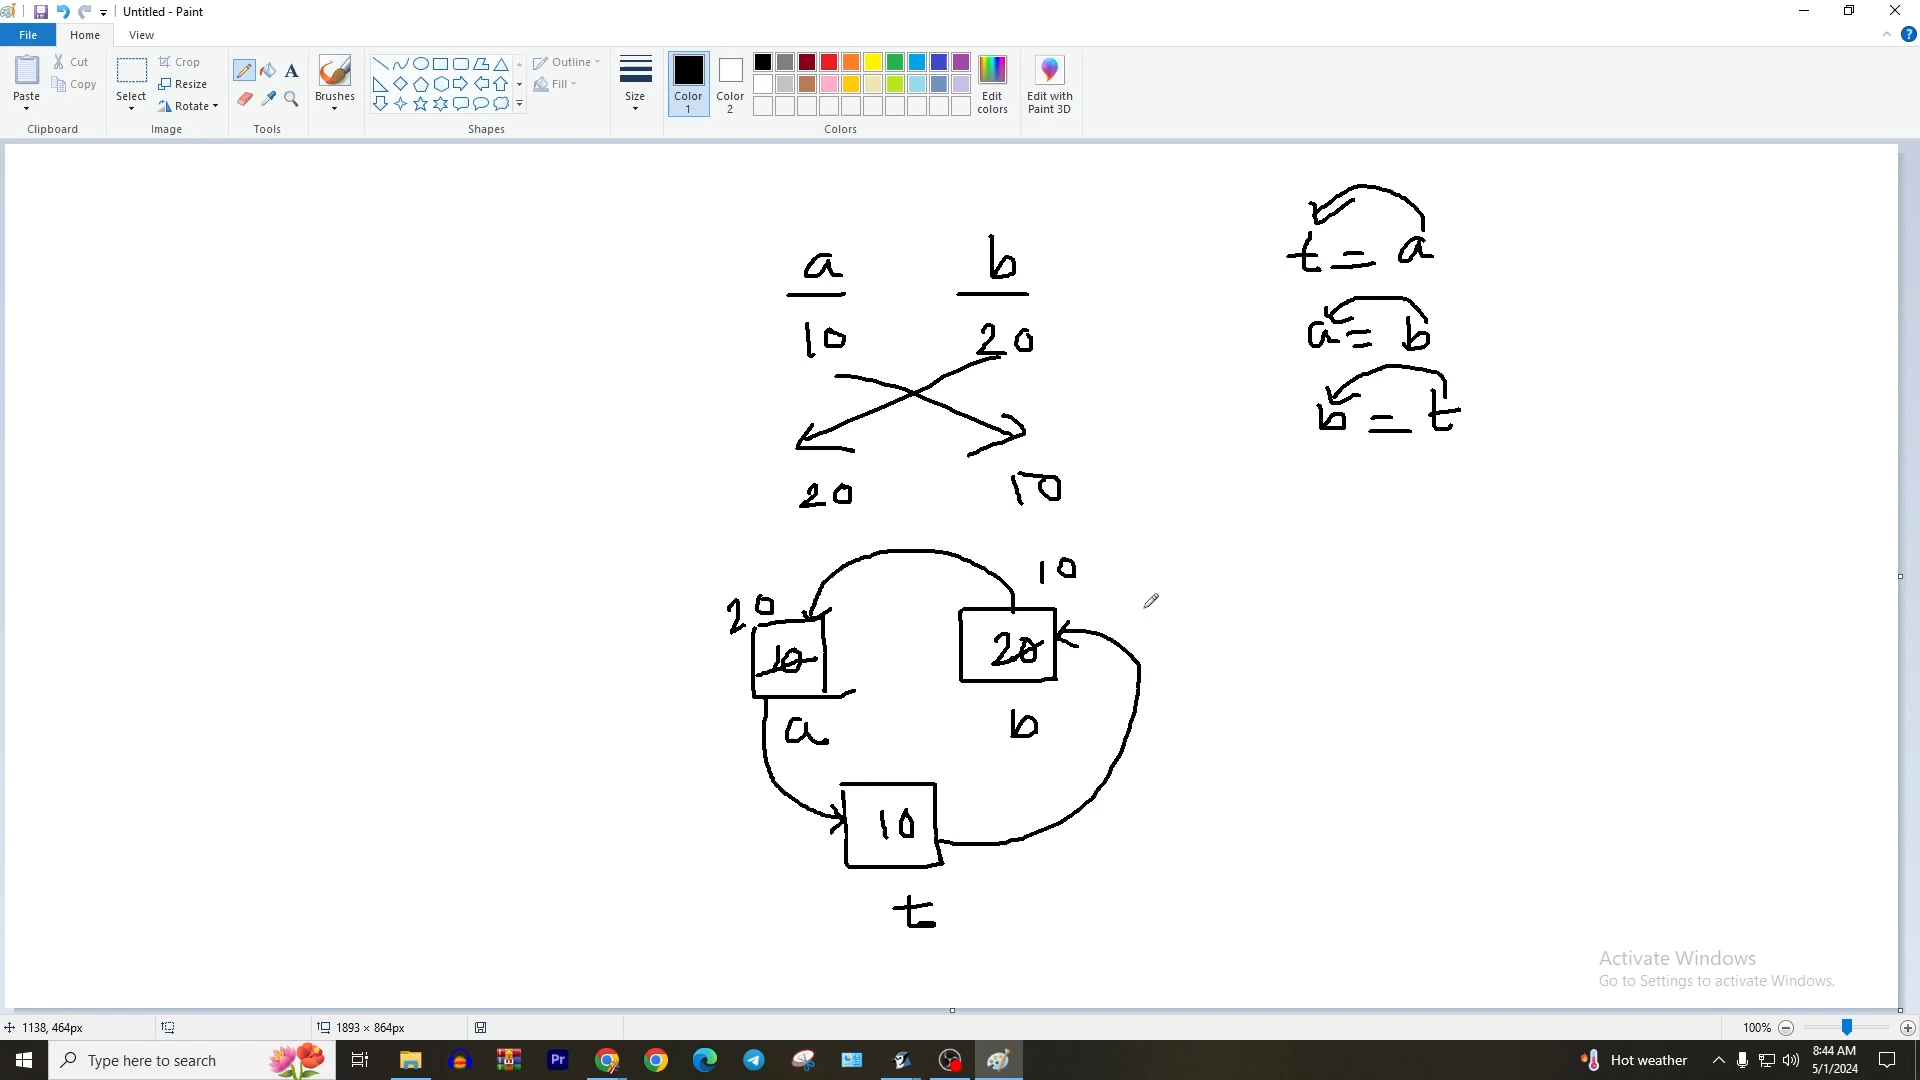 Untitled - Paint
File Home View
Cut
Copy
Paste
Clipboard
Crop
Resize
Rotate
Select
Image
Tools
Brushes
Shapes
Outline
Fill
Size
Color 1
Color 2
Edit colors
Colors
Edit with Paint 3D
a b
10 20
20 10
t = a
a = b
b = t
10
20
10 20
a b
10
t
Activate Windows
Go to Settings to activate Windows.
1138, 464px 1893 × 864px 100%
Type here to search
Pr
Hot weather
8:44 AM
5/1/2024